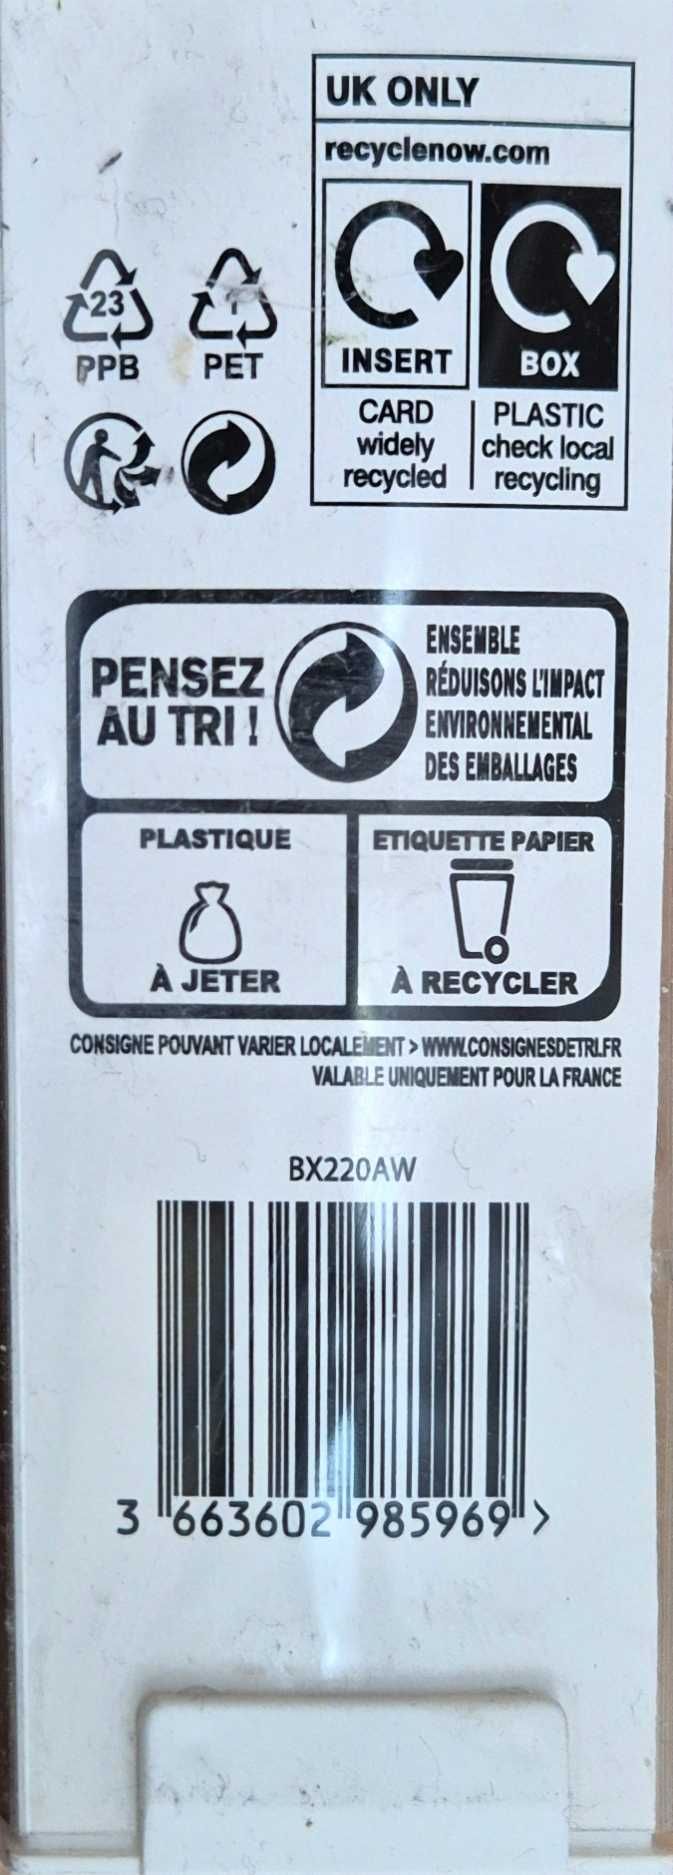 UK ONLY
recyclenow.com
INSERT
BOX
CARD
widely
recycled
PLASTIC
check local
recycling
23
PPB
1
PET
PENSEZ
AU TRI !
ENSEMBLE
RÉDUISONS L'IMPACT
ENVIRONNEMENTAL
DES EMBALLAGES
PLASTIQUE
À JETER
ETIQUETTE PAPIER
À RECYCLER
CONSIGNE POUVANT VARIER LOCALEMENT > WWW.CONSIGNESDETRI.FR
VALABLE UNIQUEMENT POUR LA FRANCE
BX220AW
3 663602 985969 >